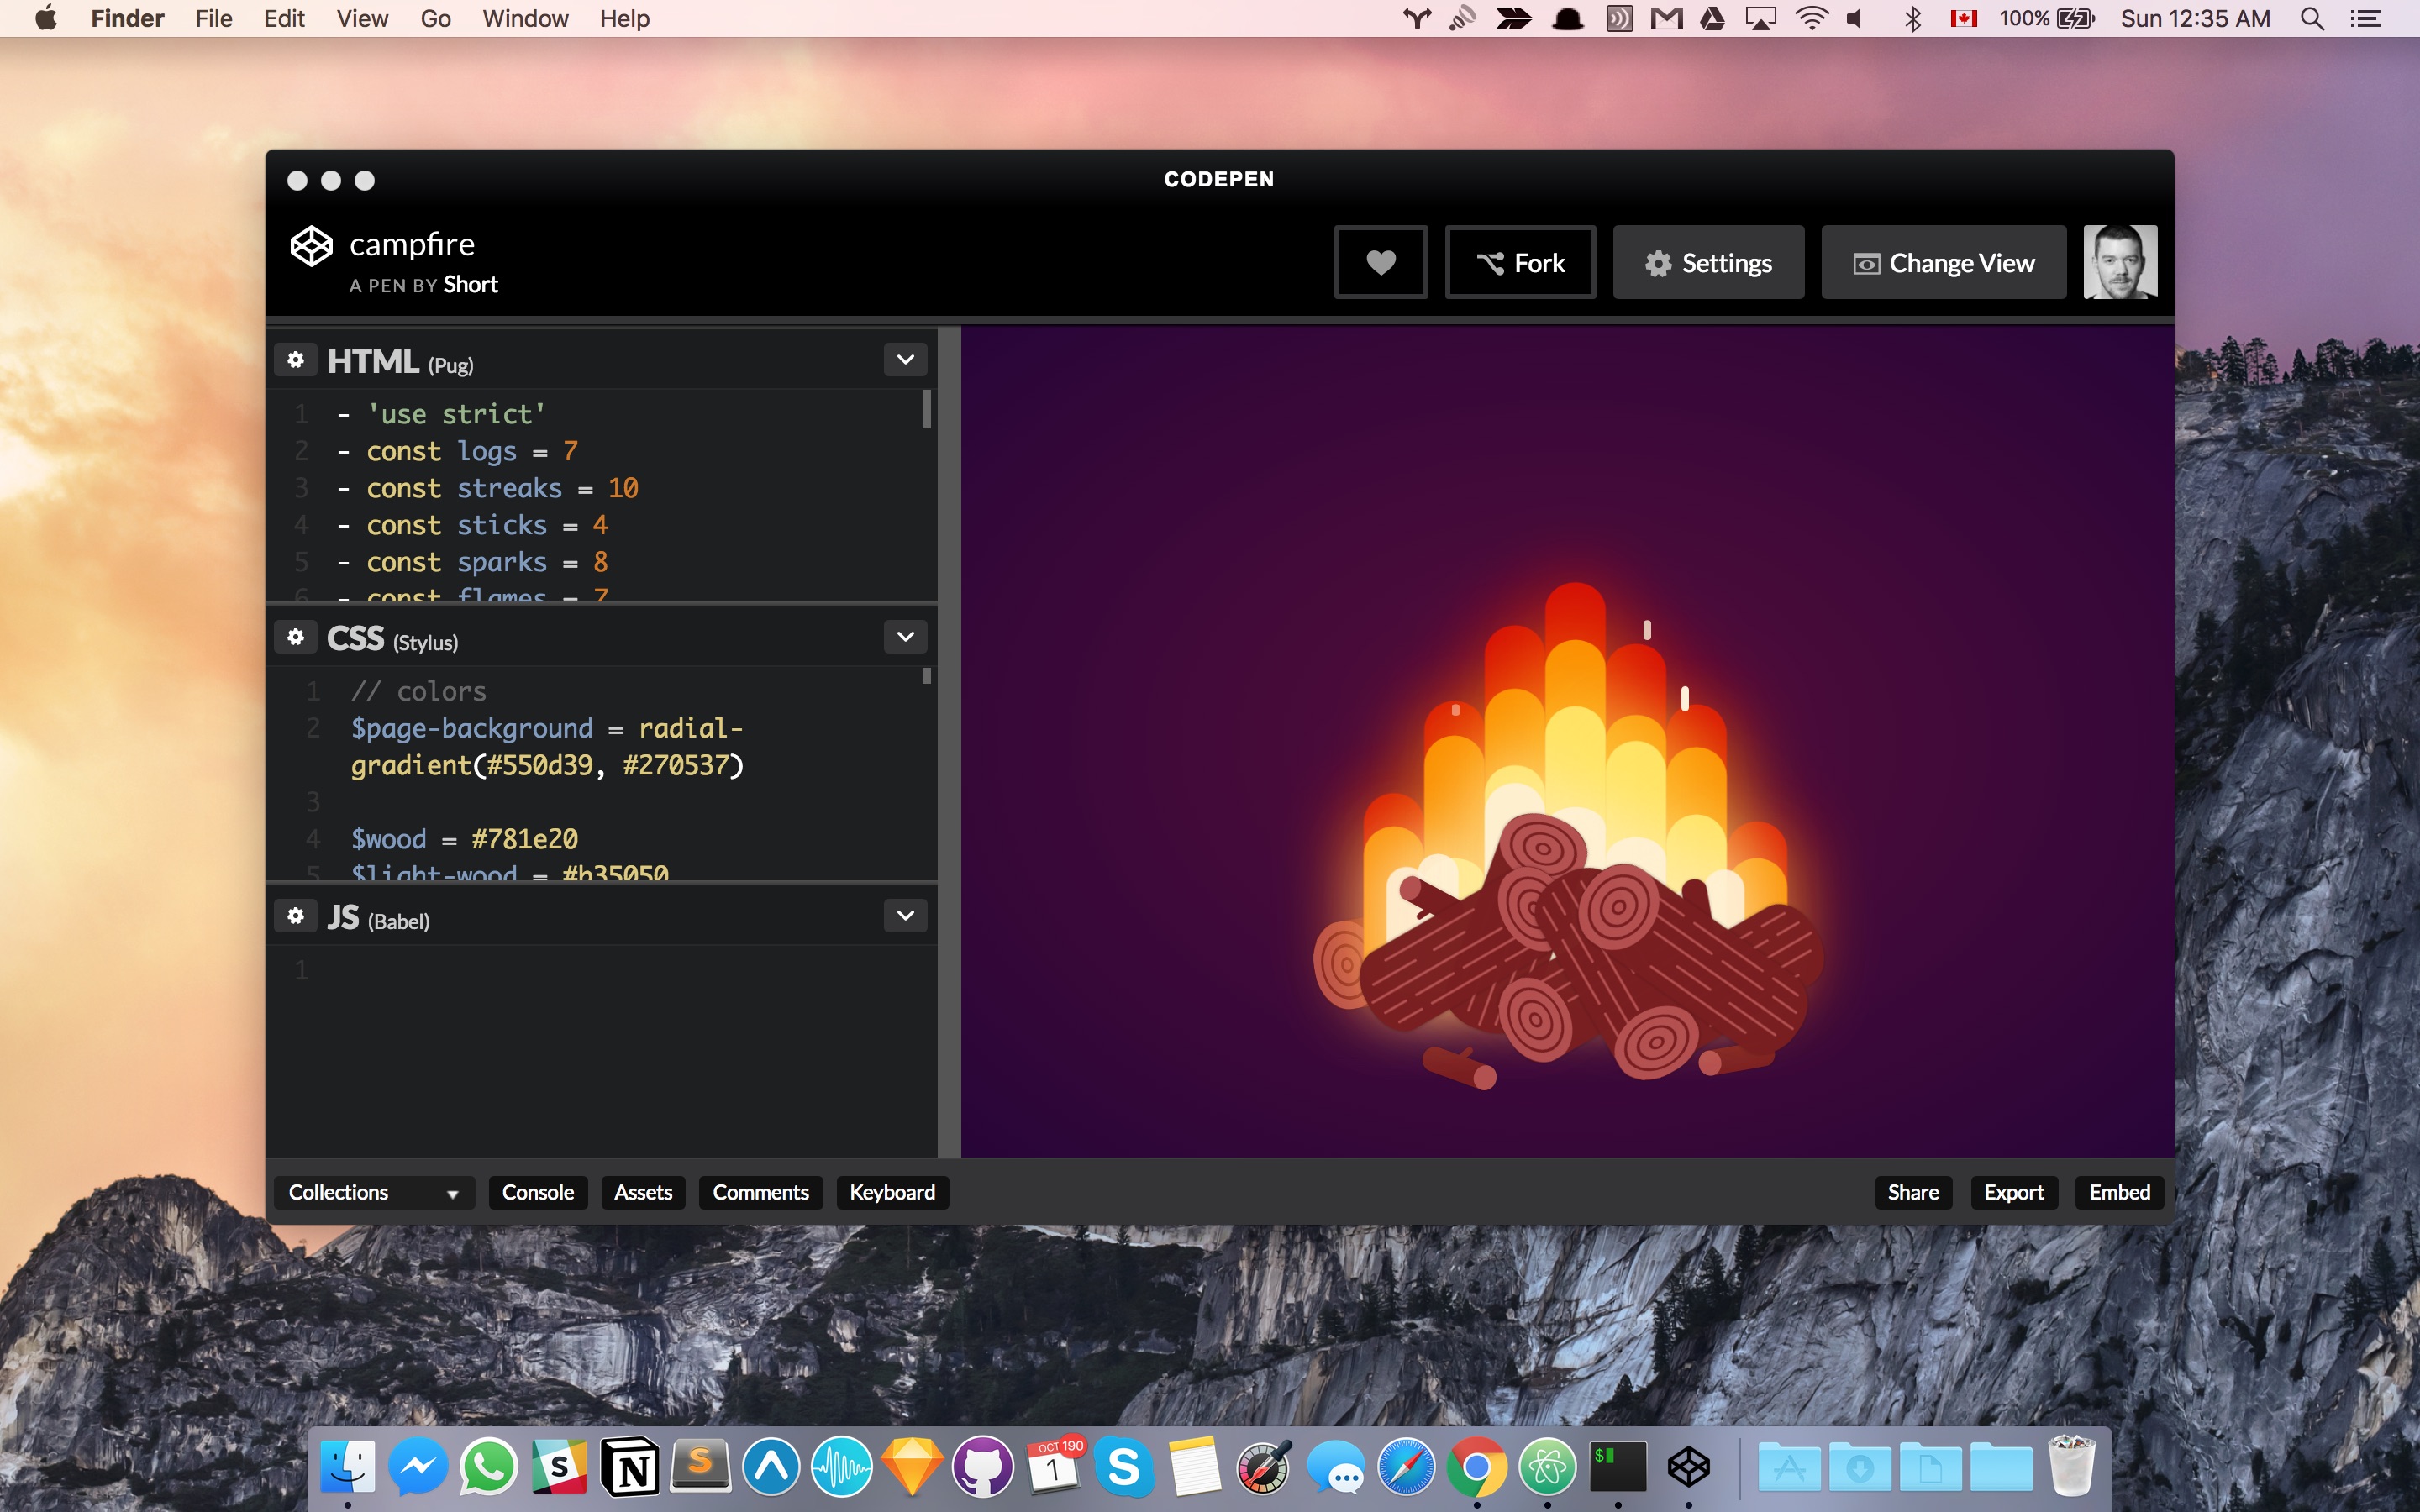 Finder File Edit View Go Window Help
100% Sun 12:35 AM
CODEPEN
campfire
A PEN BY Short
Fork Settings Change View
HTML (Pug)
1 - 'use strict'
2 - const logs = 7
3 - const streaks = 10
4 - const sticks = 4
5 - const sparks = 8
6 - const flames = 7
CSS (Stylus)
1 // colors
2 $page-background = radial-
gradient(#550d39, #270537)
3
4 $wood = #781e20
5 $light-wood = #b35050
JS (Babel)
1
Collections Console Assets Comments Keyboard
Share Export Embed
S N S OCT 190 1 S $